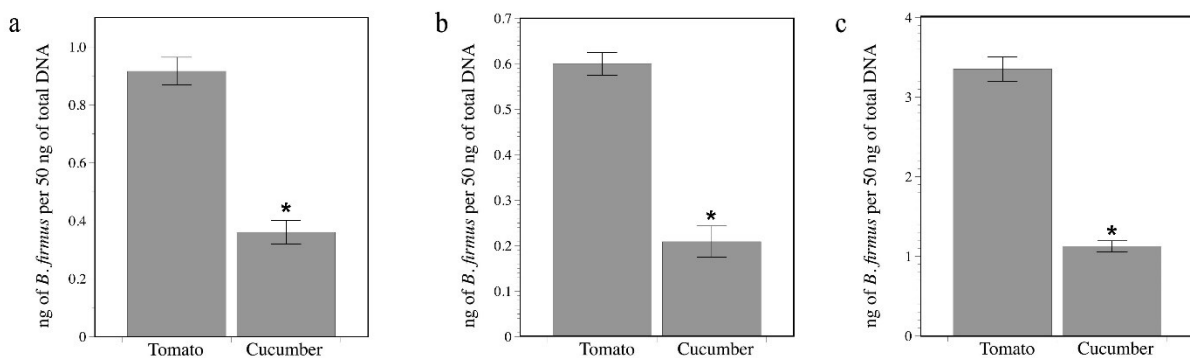 a
ng of B. firmus per 50 ng of total DNA
1.0
0.8
0.6
0.4
0.2
0
*
Tomato Cucumber
b
ng of B. firmus per 50 ng of total DNA
0.7
0.6
0.5
0.4
0.3
0.2
0.1
0
*
Tomato Cucumber
c
ng of B. firmus per 50 ng of total DNA
4
3
2
1
0
*
Tomato Cucumber